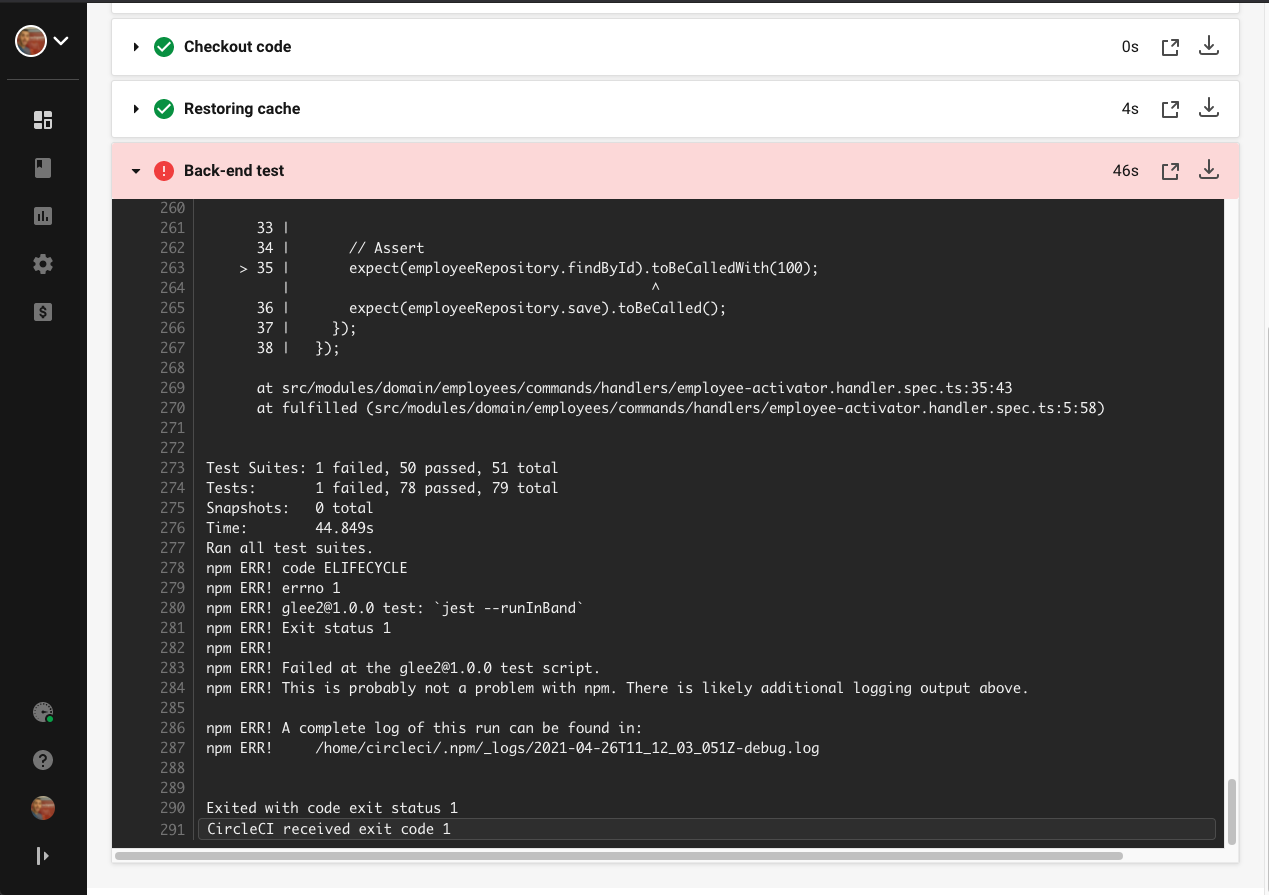 Checkout code 0s
Restoring cache 4s
! Back-end test 46s
260
261 33 |
262 34 | // Assert
263 > 35 | expect(employeeRepository.findById).toBeCalledWith(100);
264 | ^
265 36 | expect(employeeRepository.save).toBeCalled();
266 37 | });
267 38 | });
268
269 at src/modules/domain/employees/commands/handlers/employee-activator.handler.spec.ts:35:43
270 at fulfilled (src/modules/domain/employees/commands/handlers/employee-activator.handler.spec.ts:5:58)
271
272
273 Test Suites: 1 failed, 50 passed, 51 total
274 Tests: 1 failed, 78 passed, 79 total
275 Snapshots: 0 total
276 Time: 44.849s
277 Ran all test suites.
278 npm ERR! code ELIFECYCLE
279 npm ERR! errno 1
280 npm ERR! glee2@1.0.0 test: `jest --runInBand`
281 npm ERR! Exit status 1
282 npm ERR!
283 npm ERR! Failed at the glee2@1.0.0 test script.
284 npm ERR! This is probably not a problem with npm. There is likely additional logging output above.
285
286 npm ERR! A complete log of this run can be found in:
287 npm ERR! /home/circleci/.npm/_logs/2021-04-26T11_12_03_051Z-debug.log
288
289
290 Exited with code exit status 1
291 CircleCI received exit code 1
$
?